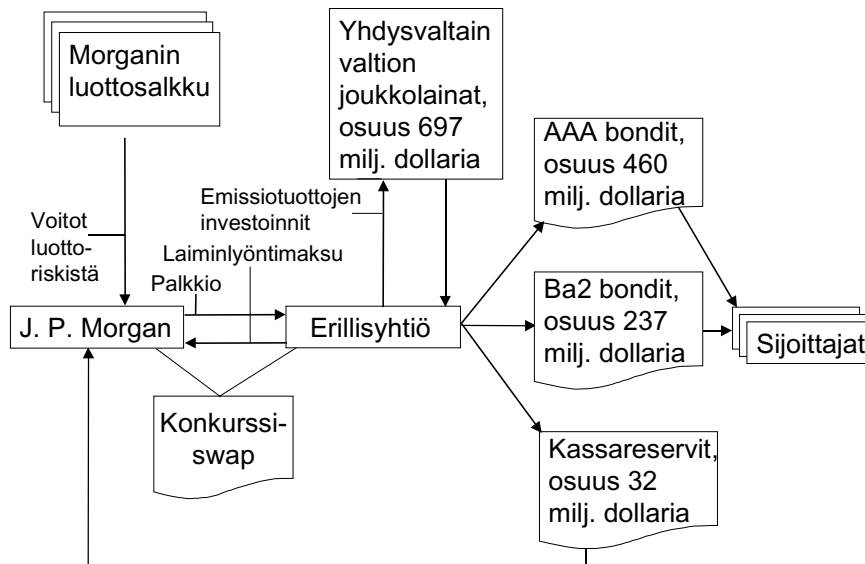 Morganin
luottosalkku
Yhdysvaltain
valtion
joukkolainat,
osuus 697
milj. dollaria
AAA bondit,
osuus 460
milj. dollaria
Emissiotuottojen
investoinnit
Voitot
luotto-
riskistä
Laiminlyöntimaksu
Palkkio
J. P. Morgan
Erillisyhtiö
Ba2 bondit,
osuus 237
milj. dollaria
Sijoittajat
Konkurssi-
swap
Kassareservit,
osuus 32
milj. dollaria